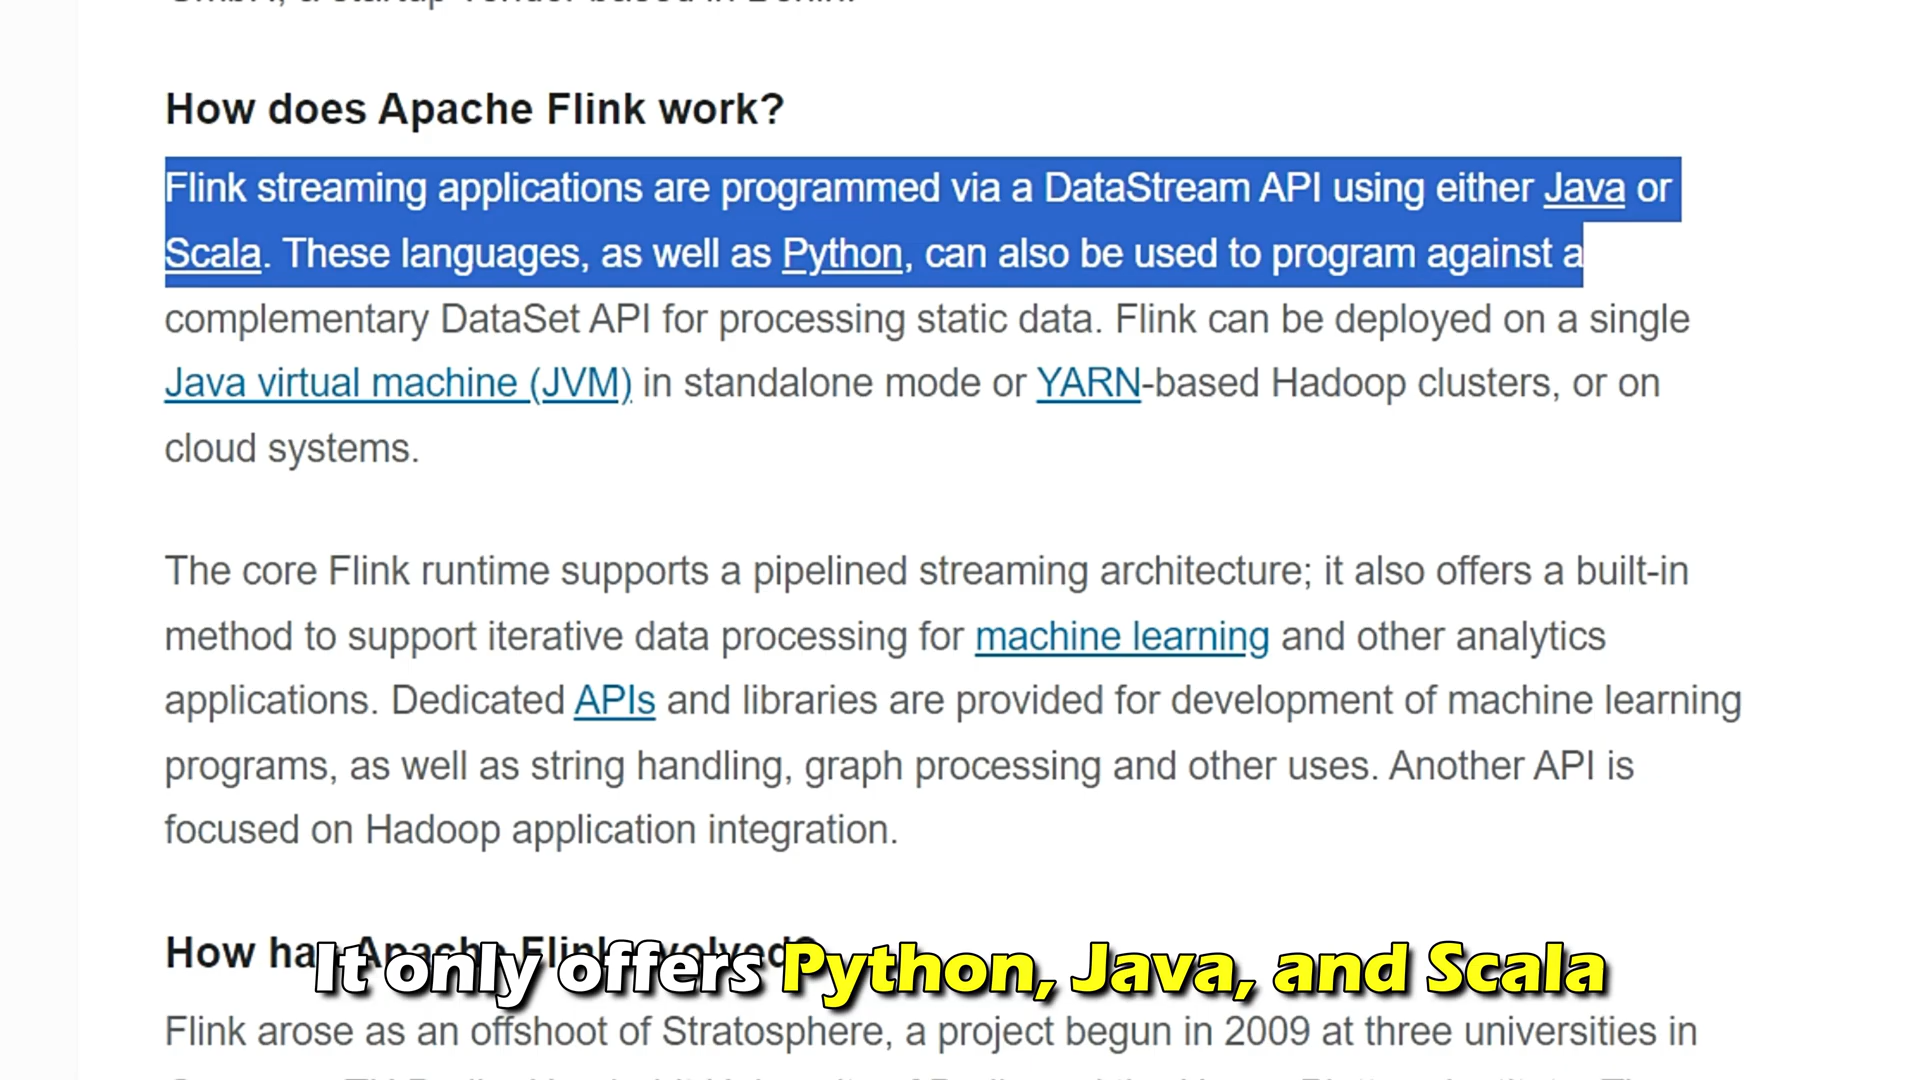 How does Apache Flink work?
Flink streaming applications are programmed via a DataStream API using either Java or
Scala. These languages, as well as Python, can also be used to program against a
complementary DataSet API for processing static data. Flink can be deployed on a single
Java virtual machine (JVM) in standalone mode or YARN-based Hadoop clusters, or on
cloud systems.
The core Flink runtime supports a pipelined streaming architecture; it also offers a built-in
method to support iterative data processing for machine learning and other analytics
applications. Dedicated APIs and libraries are provided for development of machine learning
programs, as well as string handling, graph processing and other uses. Another API is
focused on Hadoop application integration.
How has Apache Flink evolved?
It only offers Python, Java, and Scala
Flink arose as an offshoot of Stratosphere, a project begun in 2009 at three universities in